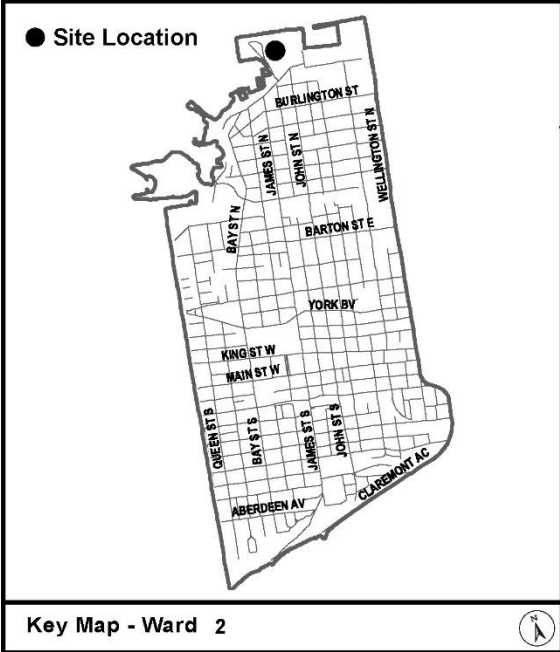 Site Location
BURLINGTON ST
JAMES ST N
JOHN ST N
WELLINGTON ST N
BAY ST N
BARTON ST E
YORK BV
KING ST W
MAIN ST W
QUEEN ST S
BAY ST S
JAMES ST S
JOHN ST S
CLAREMONT AC
ABERDEEN AV
Key Map - Ward 2
N